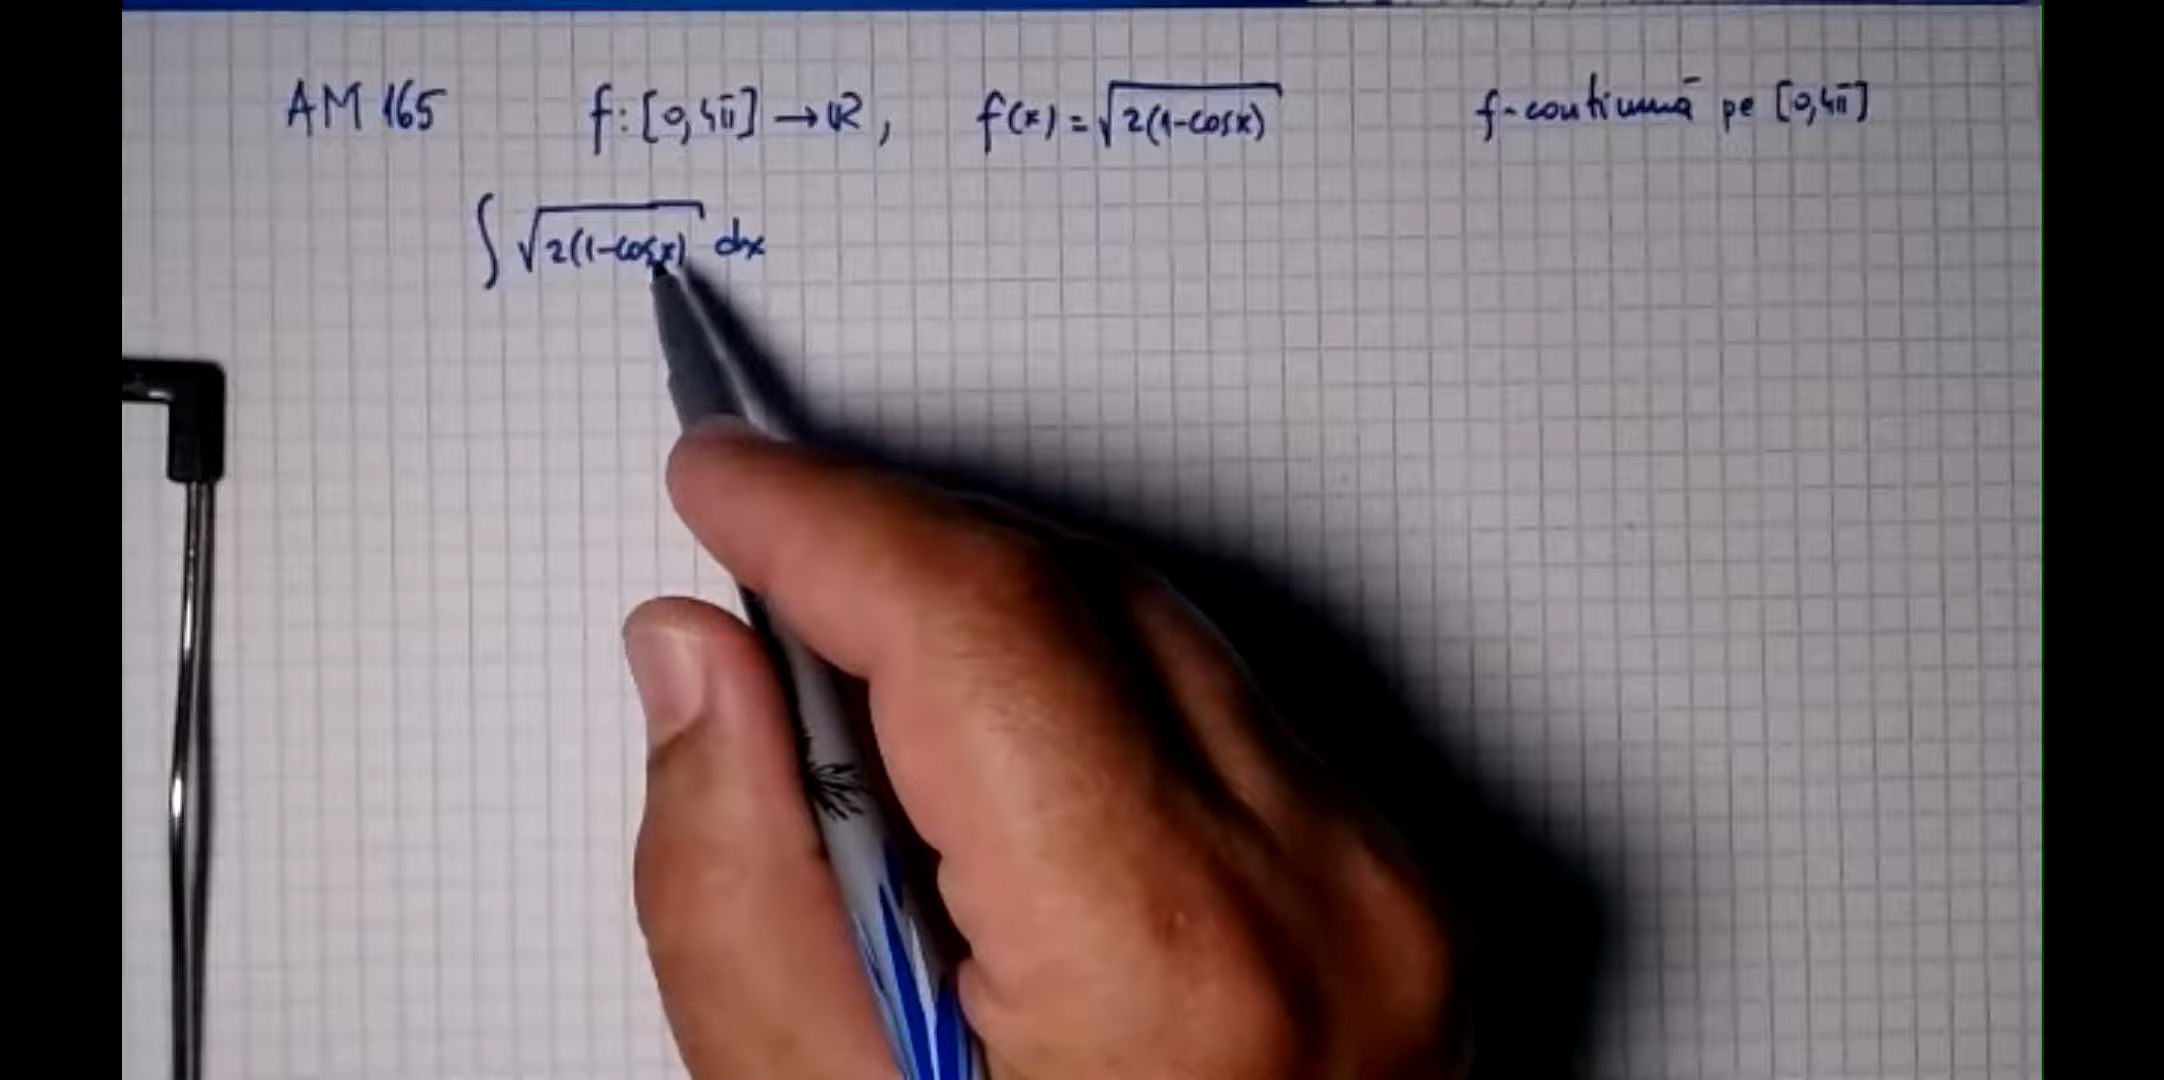 AM 165 f:[0,4π]→ℝ, f(x)=√2(1-cosx) f-continuă pe [0,4π]
∫√2(1-cosx) dx